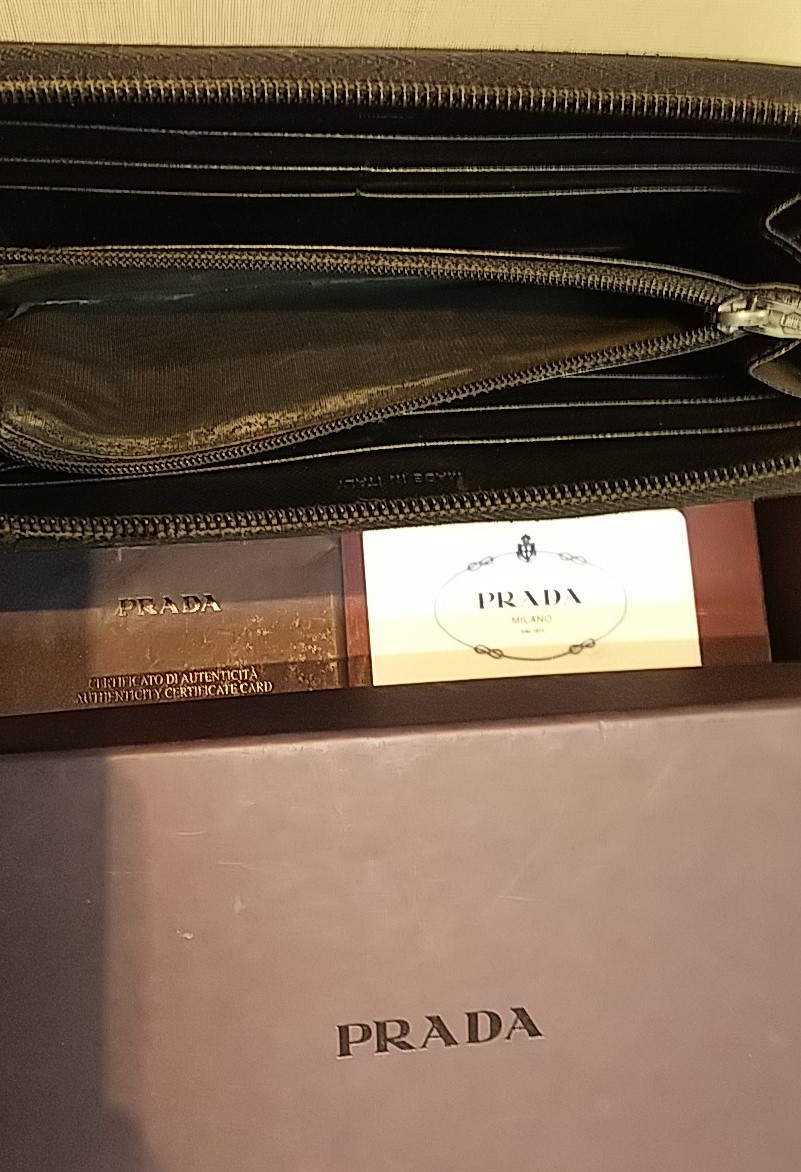 MADE IN ITALY
PRADA
CERTIFICATO DI AUTENTICITÀ
AUTHENTICITY CERTIFICATE CARD
PRADA
MILANO
PRADA